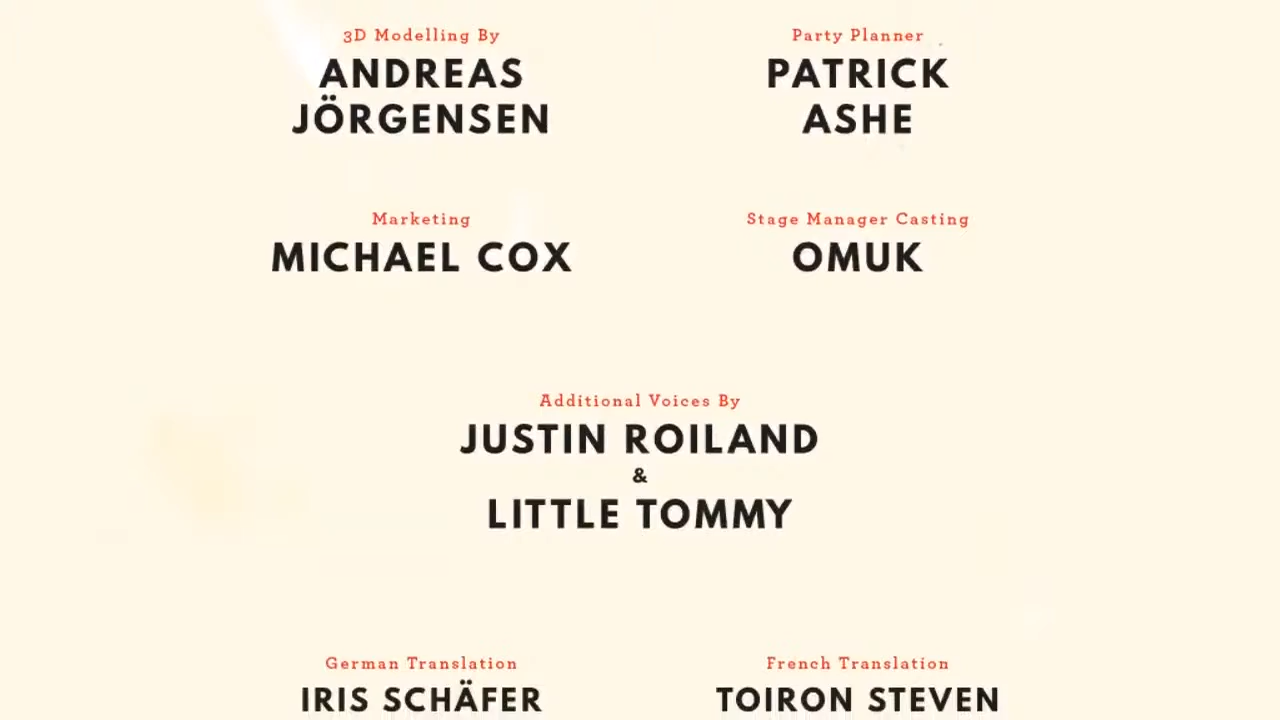 3D Modelling By
ANDREAS
JÖRGENSEN
Party Planner
PATRICK
ASHE
Marketing
MICHAEL COX
Stage Manager Casting
OMUK
Additional Voices By
JUSTIN ROILAND
&
LITTLE TOMMY
German Translation
IRIS SCHÄFER
French Translation
TOIRON STEVEN